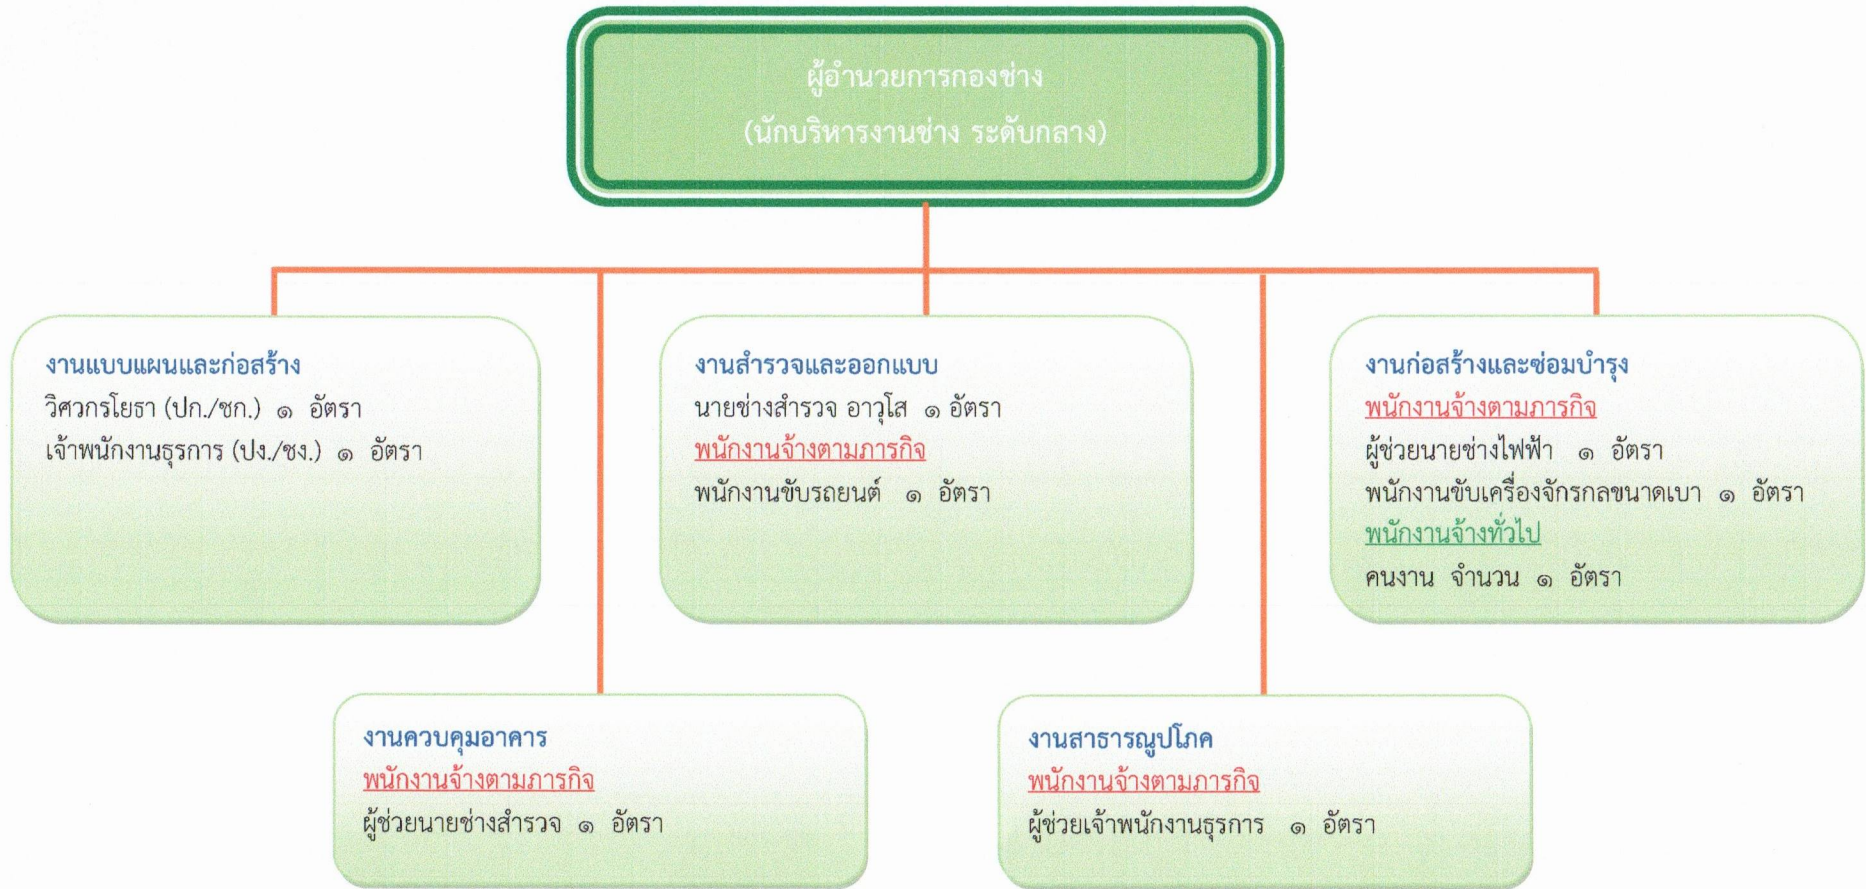 ผู้อำนวยการกองช่าง
(นักบริหารงานช่าง ระดับกลาง)
งานแบบแผนและก่อสร้าง
วิศวกรโยธา (ปก./ชก.) ๑ อัตรา
เจ้าพนักงานธุรการ (ปง./ชง.) ๑ อัตรา
งานสำรวจและออกแบบ
นายช่างสำรวจ อาวุโส ๑ อัตรา
พนักงานจ้างตามภารกิจ
พนักงานขับรถยนต์ ๑ อัตรา
งานก่อสร้างและซ่อมบำรุง
พนักงานจ้างตามภารกิจ
ผู้ช่วยนายช่างไฟฟ้า ๑ อัตรา
พนักงานขับเครื่องจักรกลขนาดเบา ๑ อัตรา
พนักงานจ้างทั่วไป
คนงาน จำนวน ๑ อัตรา
งานควบคุมอาคาร
พนักงานจ้างตามภารกิจ
ผู้ช่วยนายช่างสำรวจ ๑ อัตรา
งานสาธารณูปโภค
พนักงานจ้างตามภารกิจ
ผู้ช่วยเจ้าพนักงานธุรการ ๑ อัตรา